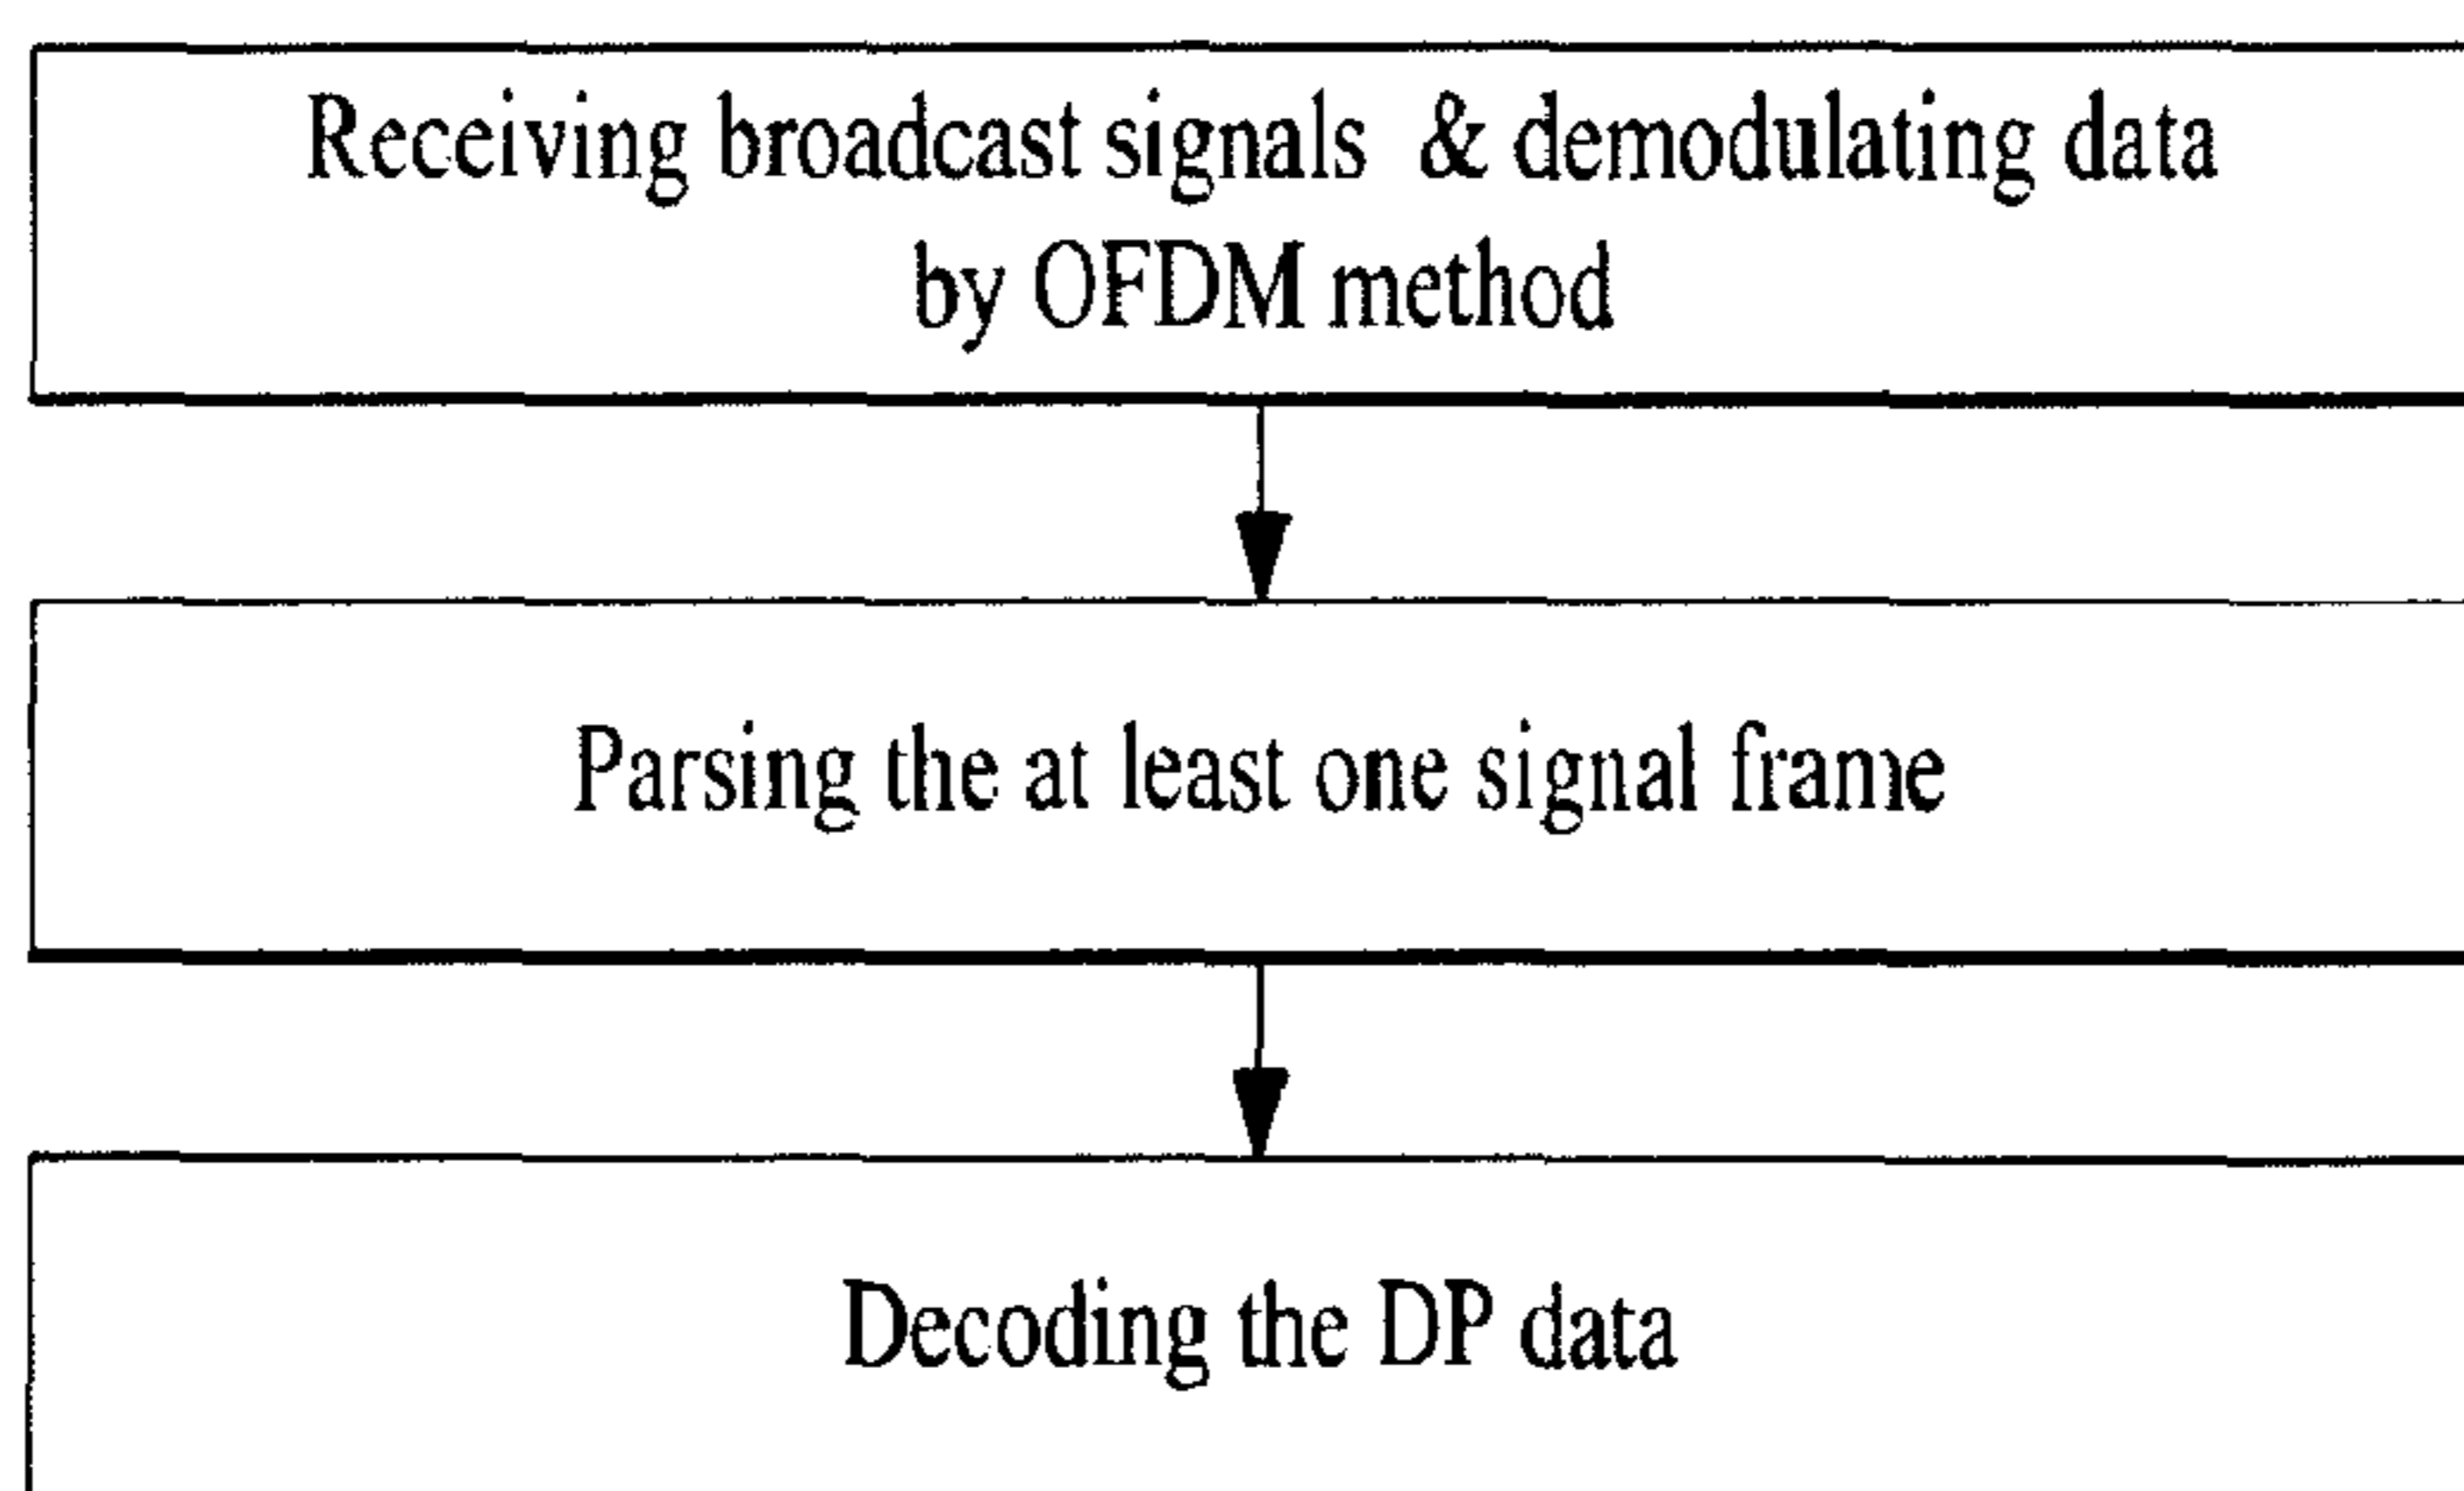 Receiving broadcast signals & demodulating data
by OFDM method
Parsing the at least one signal frame
Decoding the DP data